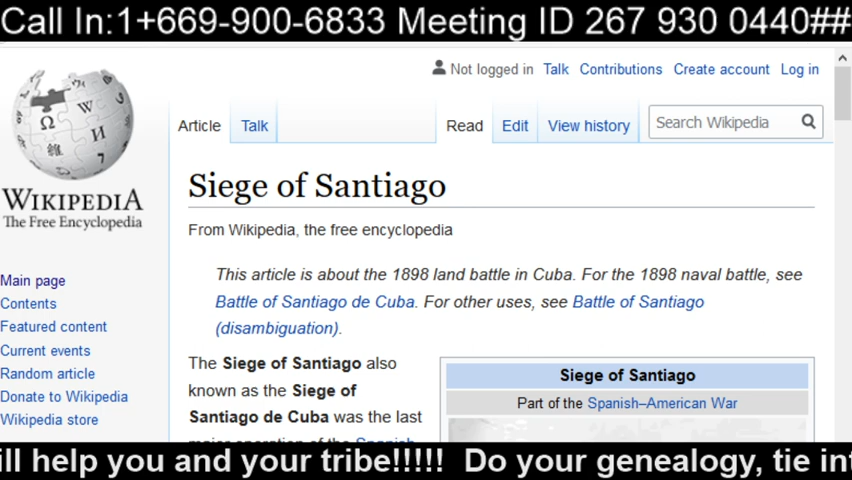 Call In:1+669-900-6833 Meeting ID 267 930 0440##
Not logged in Talk Contributions Create account Log in
Article Talk Read Edit View history Search Wikipedia
WIKIPEDIA
The Free Encyclopedia
Siege of Santiago
From Wikipedia, the free encyclopedia
Main page
Contents
Featured content
Current events
Random article
Donate to Wikipedia
Wikipedia store
This article is about the 1898 land battle in Cuba. For the 1898 naval battle, see
Battle of Santiago de Cuba. For other uses, see Battle of Santiago
(disambiguation).
The Siege of Santiago also
known as the Siege of
Santiago de Cuba was the last
major operation of the Spanish
Siege of Santiago
Part of the Spanish–American War
ill help you and your tribe!!!!! Do your genealogy, tie int